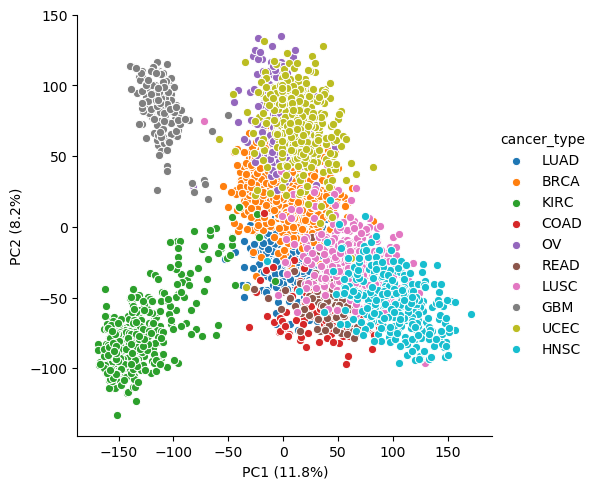 150
100
50
0
−50
−100
PC2 (8.2%)
−150
−100
−50
0
50
100
150
PC1 (11.8%)
cancer_type
LUAD
BRCA
KIRC
COAD
OV
READ
LUSC
GBM
UCEC
HNSC